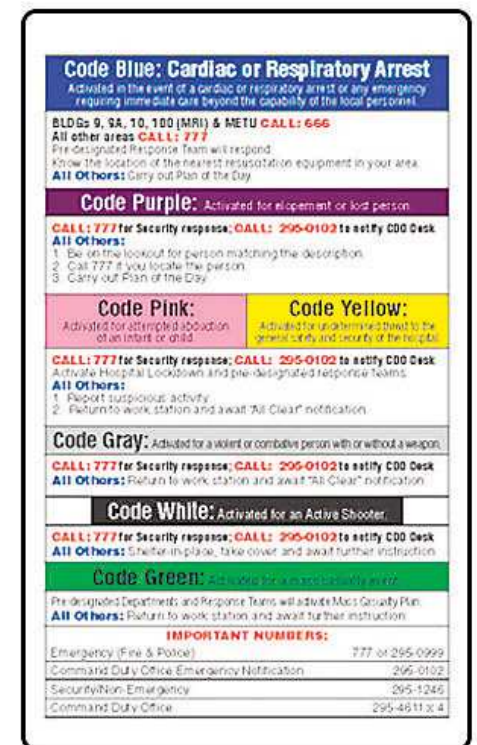 Code Blue: Cardiac or Respiratory Arrest
Activated in the event of a cardiac or respiratory arrest or any emergency
requiring immediate care beyond the capability of the local personnel.
BLDGs 9, 9A, 10, 100 (MRI) & METU CALL: 666
All other areas CALL: 777
Pre-designated Response Team will respond
Know the location of the nearest resuscitation equipment in your area.
All Others: Carry out Plan of the Day
Code Purple: Activated for elopement or lost person
CALL: 777 for Security response; CALL: 295-0102 to notify CDO Desk
All Others:
1. Be on the lookout for person matching the description.
2. Call 777 if you locate the person.
3. Carry out Plan of the Day
Code Pink:
Activated for attempted abduction
of an infant or child.
Code Yellow:
Activated for undetermined threat to the
general safety and security of the hospital.
CALL: 777 for Security response; CALL: 295-0102 to notify CDO Desk
Activate Hospital Lockdown and pre-designated response teams.
All Others:
1. Report suspicious activity
2. Return to work station and await "All Clear" notification.
Code Gray: Activated for a violent or combative person with or without a weapon.
CALL: 777 for Security response; CALL: 295-0102 to notify CDO Desk
All Others: Return to work station and await "All Clear" notification
Code White: Activated for an Active Shooter.
CALL: 777 for Security response; CALL: 295-0102 to notify CDO Desk
All Others: Shelter-in-place, take cover and await further instruction
Code Green: Activated for a mass casualty event
Pre-designated Departments and Response Teams will activate Mass Casualty Plan.
All Others: Return to work station and await further instruction
IMPORTANT NUMBERS:
Emergency (Fire & Police) 777 or 295-0999
Command Duty Office Emergency Notification 295-0102
Security/Non-Emergency 295-1246
Command Duty Office 295-4611 x 4